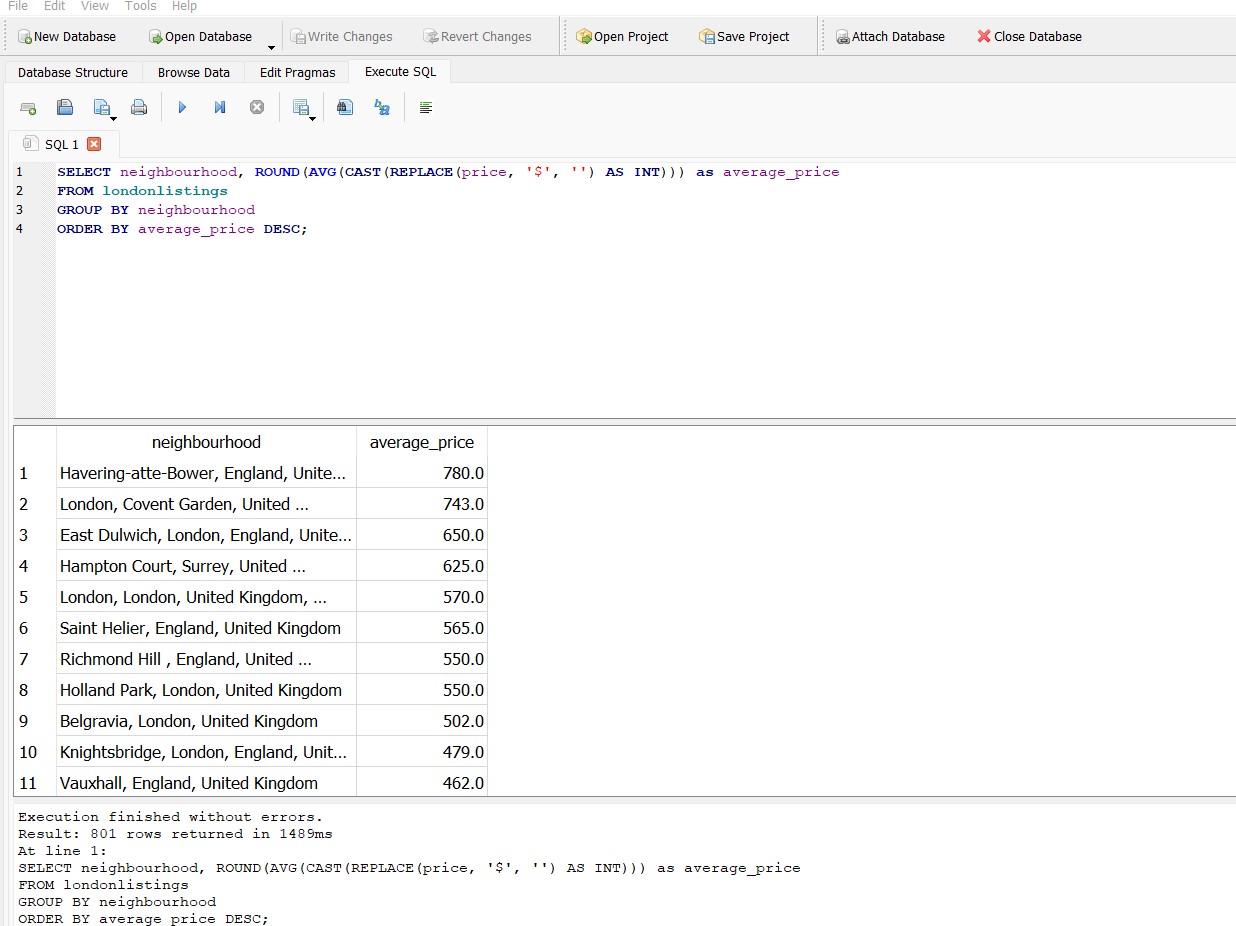 File Edit View Tools Help
New Database Open Database Write Changes Revert Changes Open Project Save Project Attach Database Close Database
Database Structure Browse Data Edit Pragmas Execute SQL
SQL 1
1 SELECT neighbourhood, ROUND(AVG(CAST(REPLACE(price, '$', '') AS INT))) as average_price
2 FROM londonlistings
3 GROUP BY neighbourhood
4 ORDER BY average_price DESC;
neighbourhood average_price
1 Havering-atte-Bower, England, Unite... 780.0
2 London, Covent Garden, United ... 743.0
3 East Dulwich, London, England, Unite... 650.0
4 Hampton Court, Surrey, United ... 625.0
5 London, London, United Kingdom, ... 570.0
6 Saint Helier, England, United Kingdom 565.0
7 Richmond Hill , England, United ... 550.0
8 Holland Park, London, United Kingdom 550.0
9 Belgravia, London, United Kingdom 502.0
10 Knightsbridge, London, England, Unit... 479.0
11 Vauxhall, England, United Kingdom 462.0
Execution finished without errors.
Result: 801 rows returned in 1489ms
At line 1:
SELECT neighbourhood, ROUND(AVG(CAST(REPLACE(price, '$', '') AS INT))) as average_price
FROM londonlistings
GROUP BY neighbourhood
ORDER BY average_price DESC;